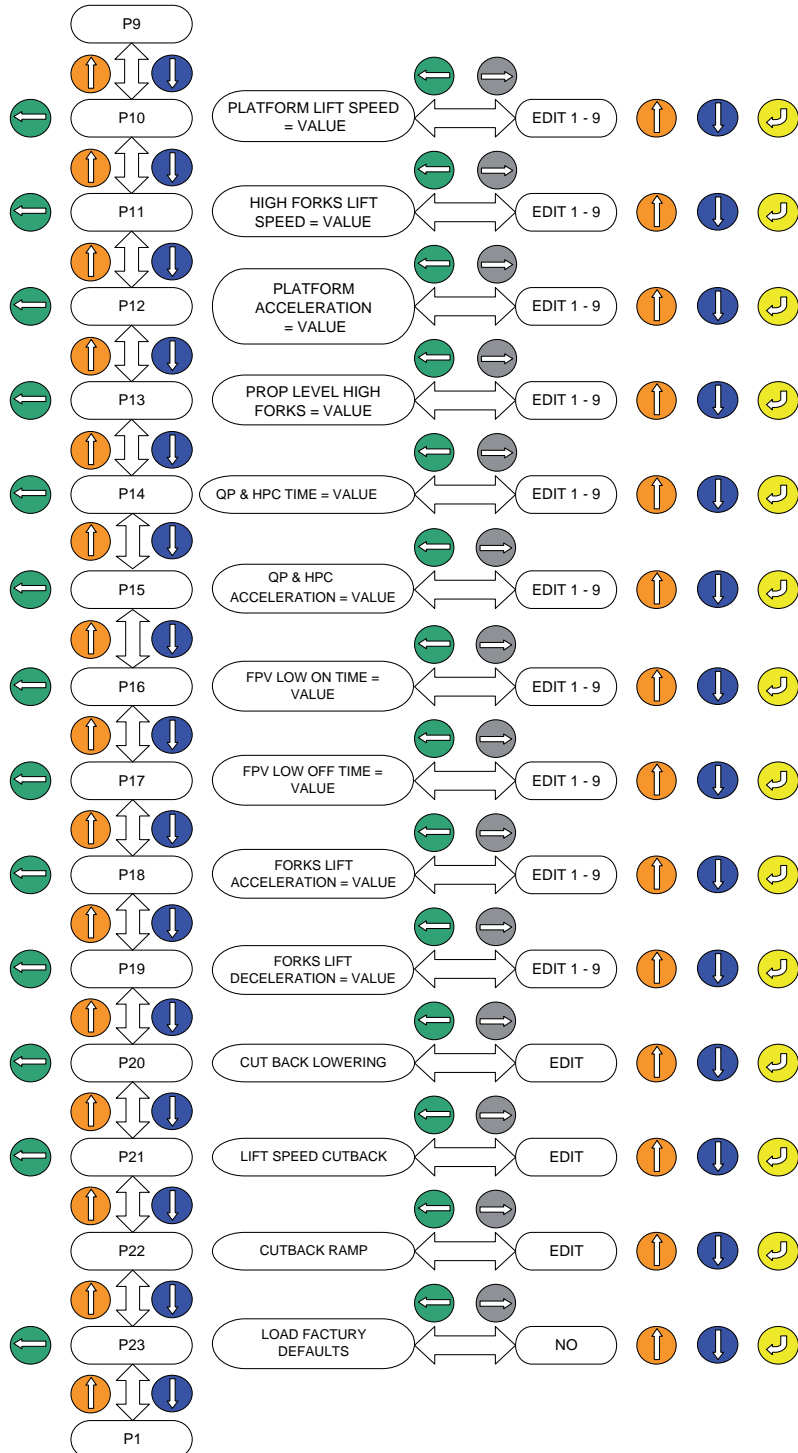 P9
P10
PLATFORM LIFT SPEED
= VALUE
EDIT 1 - 9
P11
HIGH FORKS LIFT
SPEED = VALUE
EDIT 1 - 9
P12
PLATFORM
ACCELERATION
= VALUE
EDIT 1 - 9
P13
PROP LEVEL HIGH
FORKS = VALUE
EDIT 1 - 9
P14
QP & HPC TIME = VALUE
EDIT 1 - 9
P15
QP & HPC
ACCELERATION = VALUE
EDIT 1 - 9
P16
FPV LOW ON TIME =
VALUE
EDIT 1 - 9
P17
FPV LOW OFF TIME =
VALUE
EDIT 1 - 9
P18
FORKS LIFT
ACCELERATION = VALUE
EDIT 1 - 9
P19
FORKS LIFT
DECELERATION = VALUE
EDIT 1 - 9
P20
CUT BACK LOWERING
EDIT
P21
LIFT SPEED CUTBACK
EDIT
P22
CUTBACK RAMP
EDIT
P23
LOAD FACTORY
DEFAULTS
NO
P1